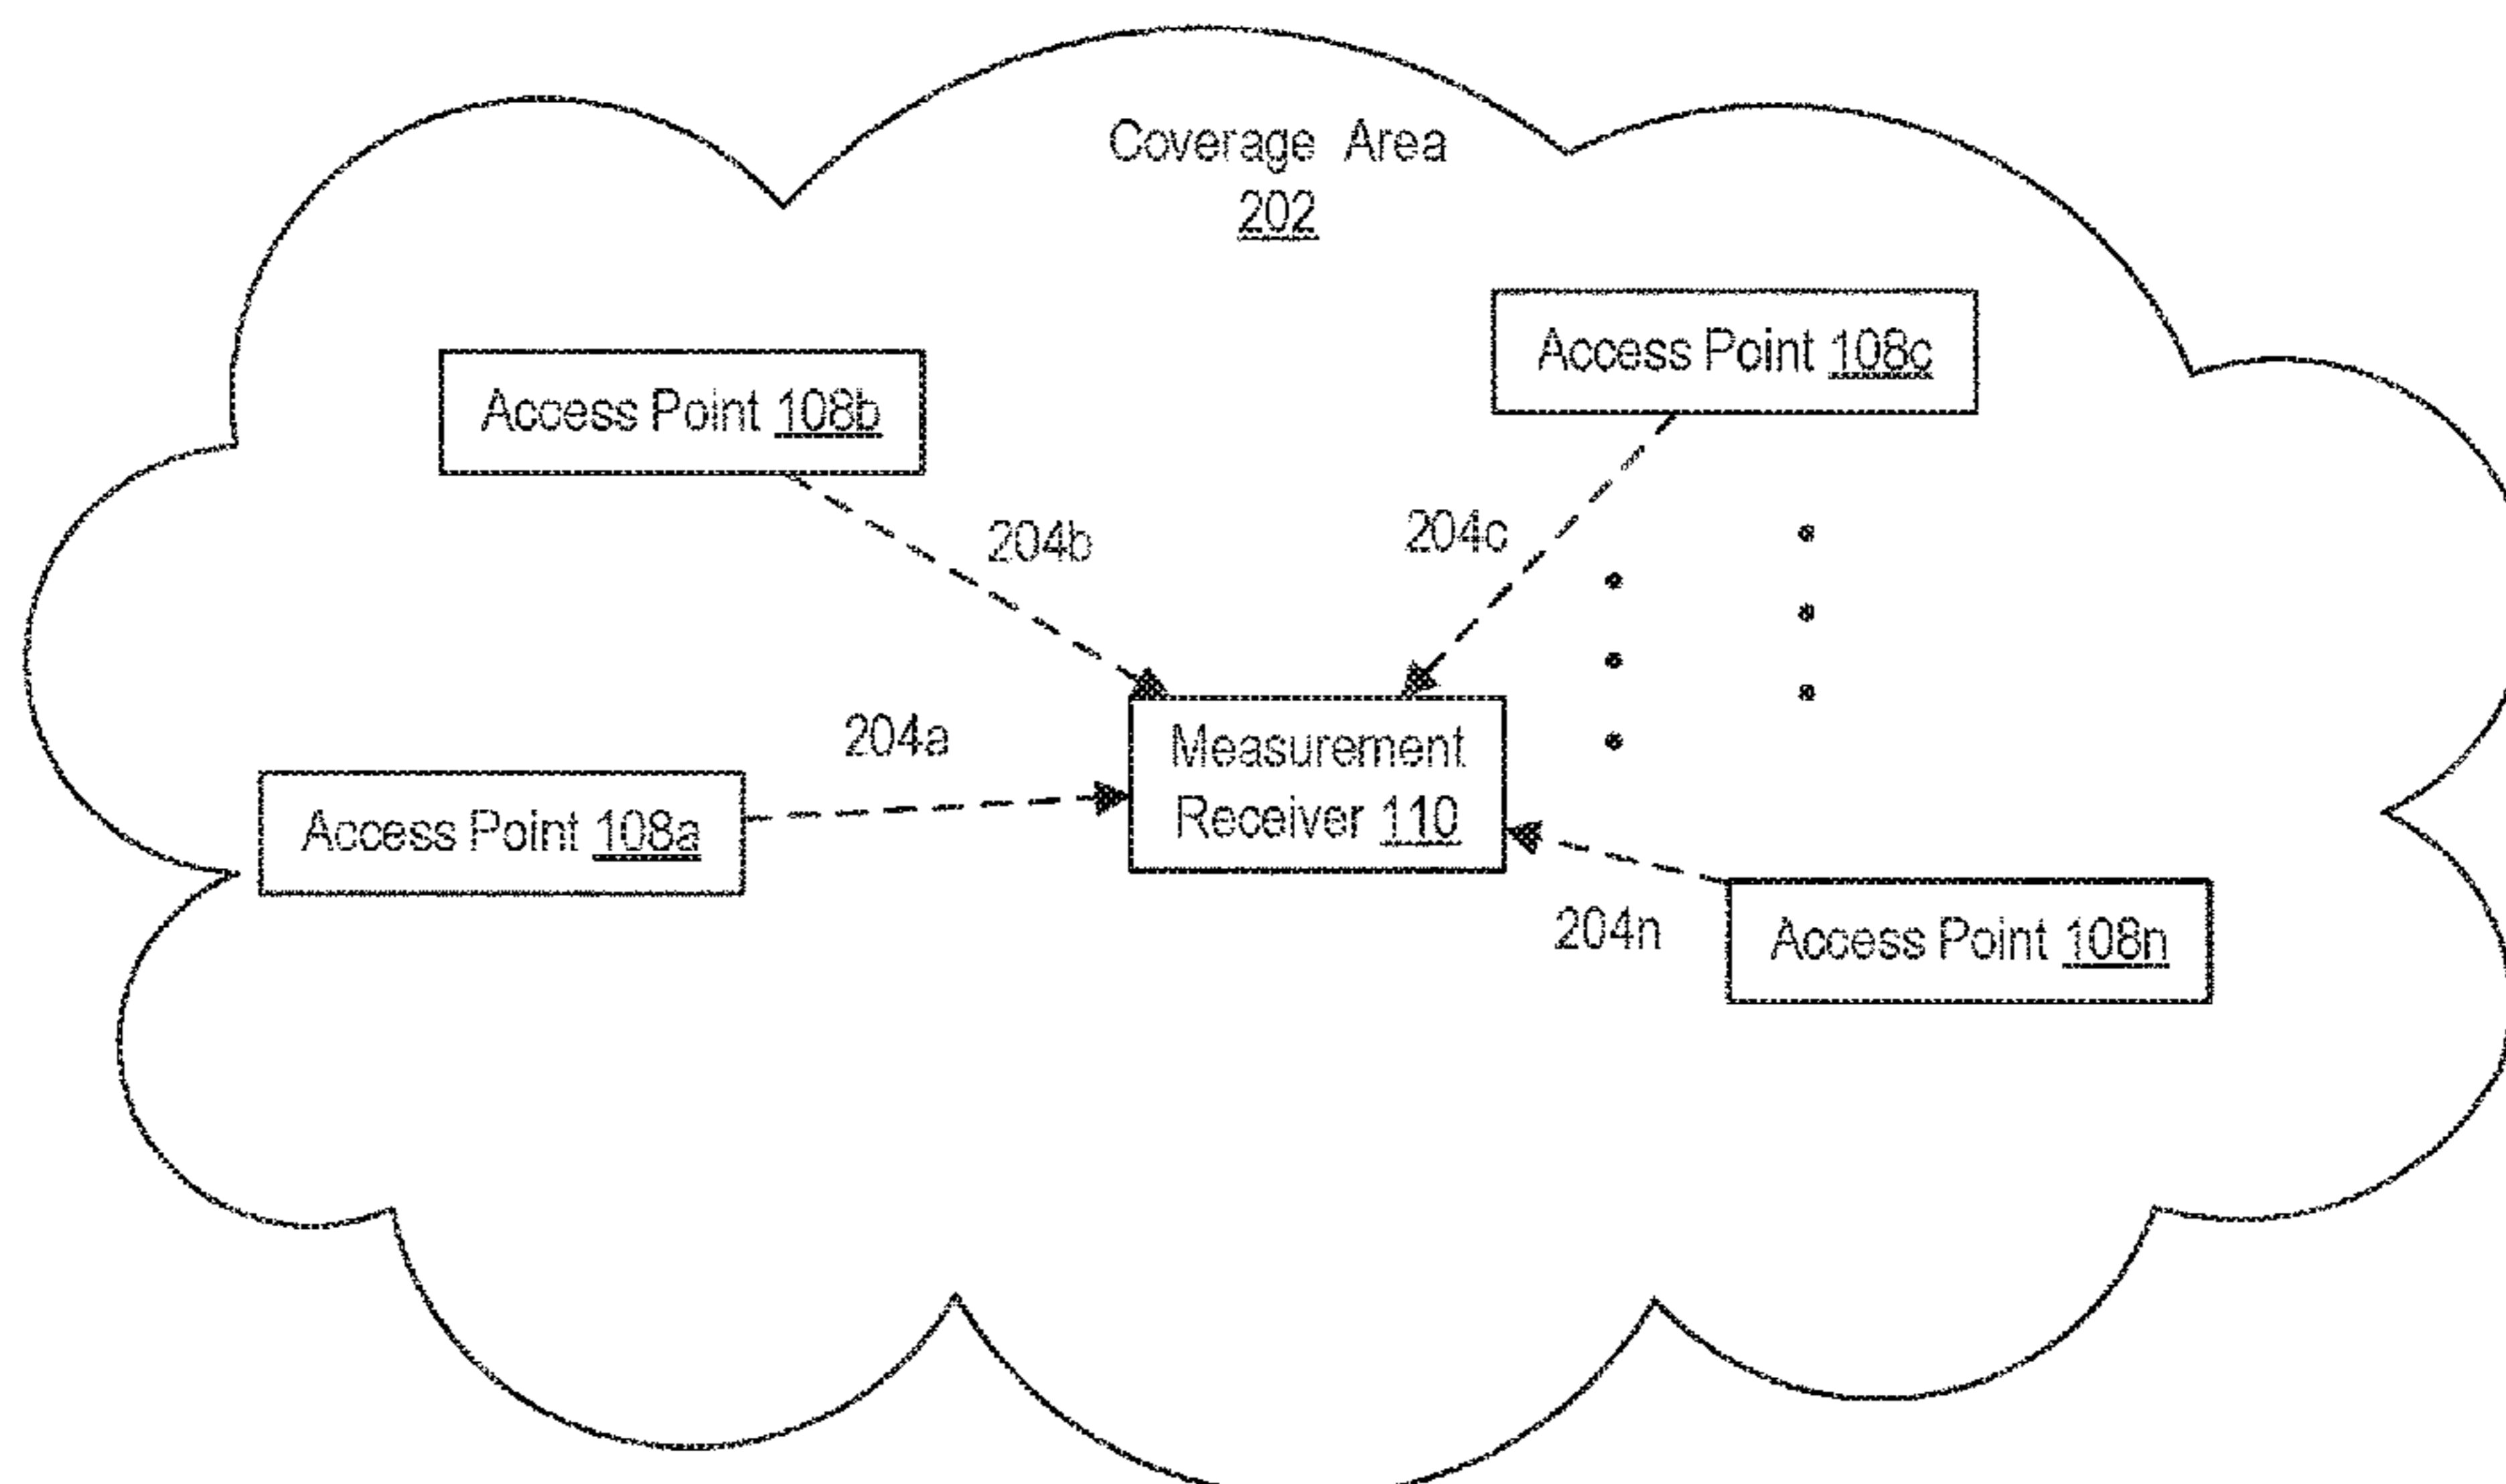 Coverage Area
202
Access Point 108c
Access Point 108b
204b
204c
204a
Measurement
Receiver 110
Access Point 108a
204n
Access Point 108n